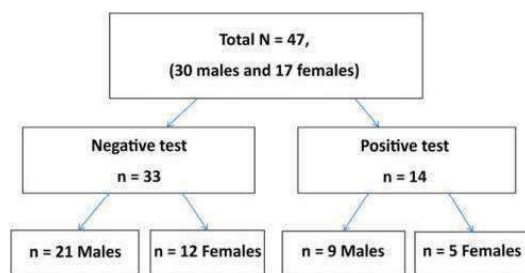 Total N = 47,
(30 males and 17 females)
Negative test
n = 33
Positive test
n = 14
n = 21 Males
n = 12 Females
n = 9 Males
n = 5 Females